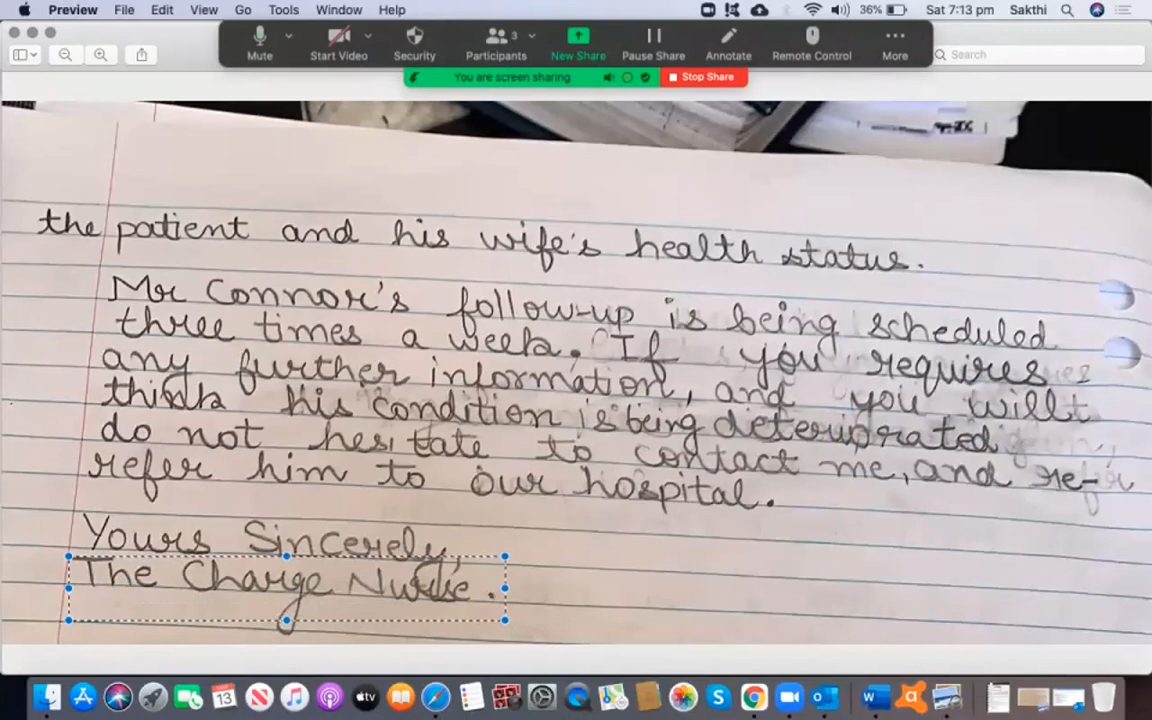 Preview File Edit View Go Tools Window Help 36% Sat 7:13 pm Sakthi
Mute Start Video Security Participants 3 New Share Pause Share Annotate Remote Control More Search
You are screen sharing Stop Share
the patient and his wife's health status.
Mr Connor's follow-up is being scheduled
three times a week. If you requires
any further information, and you will
think his condition is being deteriorated
do not hesitate to contact me, and refer
refer him to our hospital.
Yours Sincerely,
The Charge Nurse.
13
tv